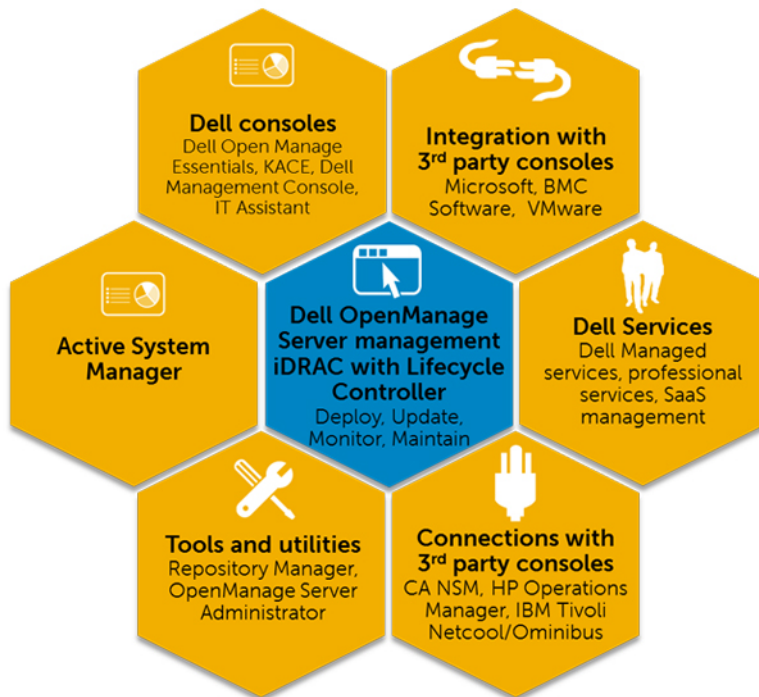 Dell consoles
Dell Open Manage
Essentials, KACE, Dell
Management Console,
IT Assistant
Integration with
3rd party consoles
Microsoft, BMC
Software, VMware
Active System
Manager
Dell OpenManage
Server management
iDRAC with Lifecycle
Controller
Deploy, Update,
Monitor, Maintain
Dell Services
Dell Managed
services, professional
services, SaaS
management
Tools and utilities
Repository Manager,
OpenManage Server
Administrator
Connections with
3rd party consoles
CA NSM, HP Operations
Manager, IBM Tivoli
Netcool/Ominibus